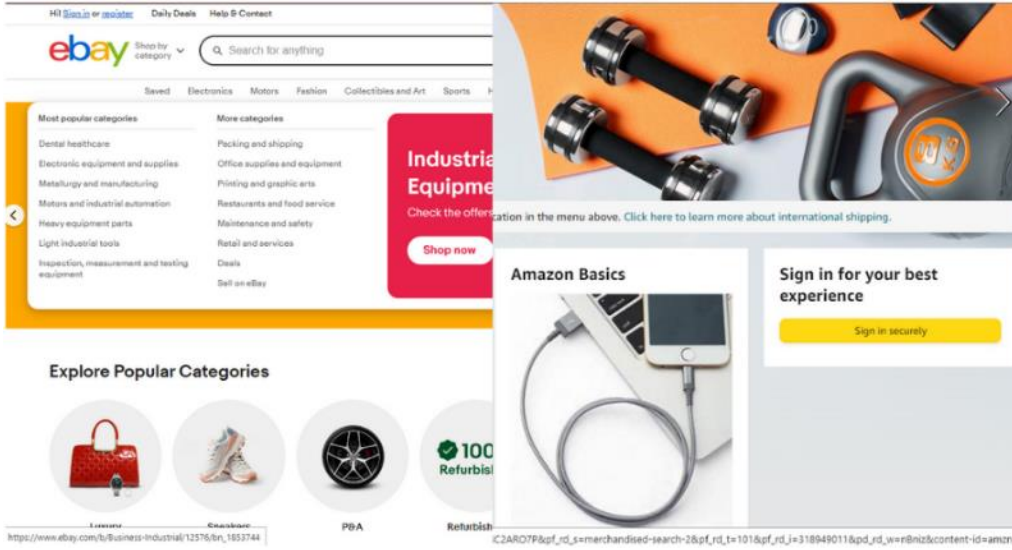 Hi! Sign in or register Daily Deals Help & Contact
ebay
Shop by
category
Search for anything
Saved Electronics Motors Fashion Collectibles and Art Sports H
Most popular categories
Dental healthcare
Electronic equipment and supplies
Metallurgy and manufacturing
Motors and industrial automation
Heavy equipment parts
Light industrial tools
Inspection, measurement and testing
equipment
More categories
Packing and shipping
Office supplies and equipment
Printing and graphic arts
Restaurants and food service
Maintenance and safety
Retail and services
Deals
Sell on eBay
Industria
Equipme
Check the offers
Shop now
Explore Popular Categories
100
Refurbis
Luxury
Sneakers
P&A
Refurbish
https://www.ebay.com/b/Business-Industrial/12576/bn_1853744
KG
cation in the menu above. Click here to learn more about international shipping.
Amazon Basics
Sign in for your best
experience
Sign in securely
iC2ARO7P&pf_rd_s=merchandised-search-2&pf_rd_t=101&pf_rd_i=318949011&pd_rd_w=nBniz&content-id=amzn